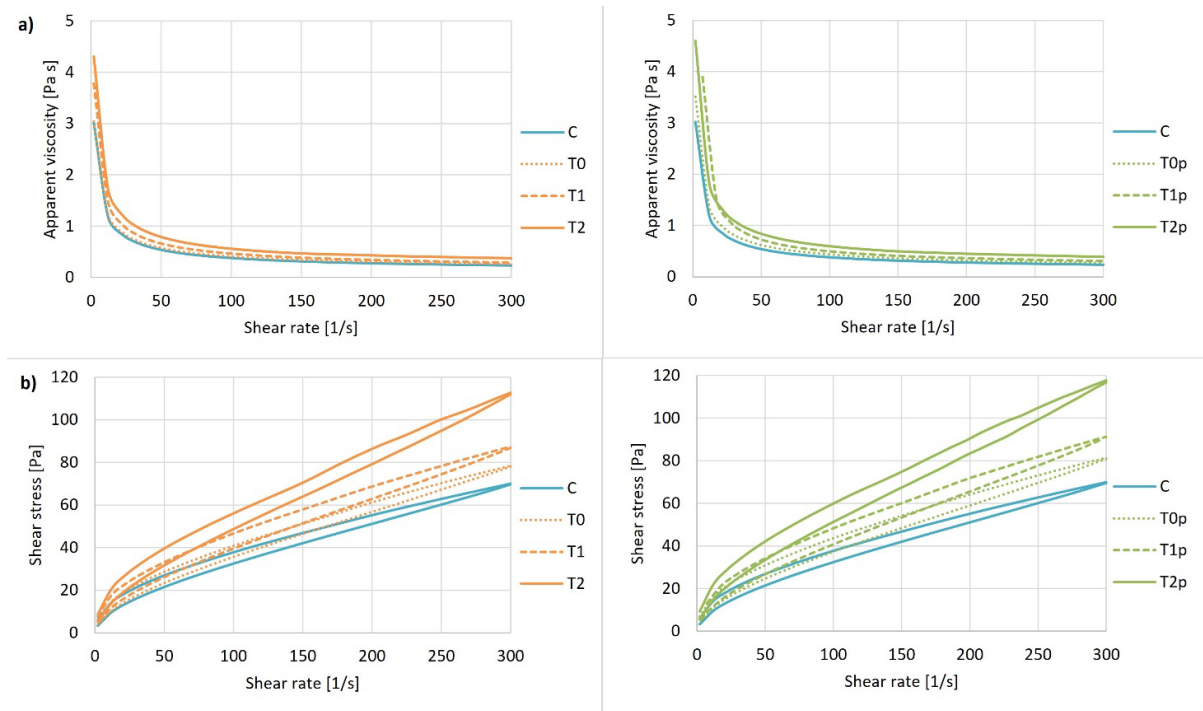 a)
Apparent viscosity [Pa s]
5
4
3
2
1
0
0 50 100 150 200 250 300
Shear rate [1/s]
C
T0
T1
T2
Apparent viscosity [Pa s]
5
4
3
2
1
0
0 50 100 150 200 250 300
Shear rate [1/s]
C
T0p
T1p
T2p
b)
Shear stress [Pa]
120
100
80
60
40
20
0
0 50 100 150 200 250 300
Shear rate [1/s]
C
T0
T1
T2
Shear stress [Pa]
120
100
80
60
40
20
0
0 50 100 150 200 250 300
Shear rate [1/s]
C
T0p
T1p
T2p